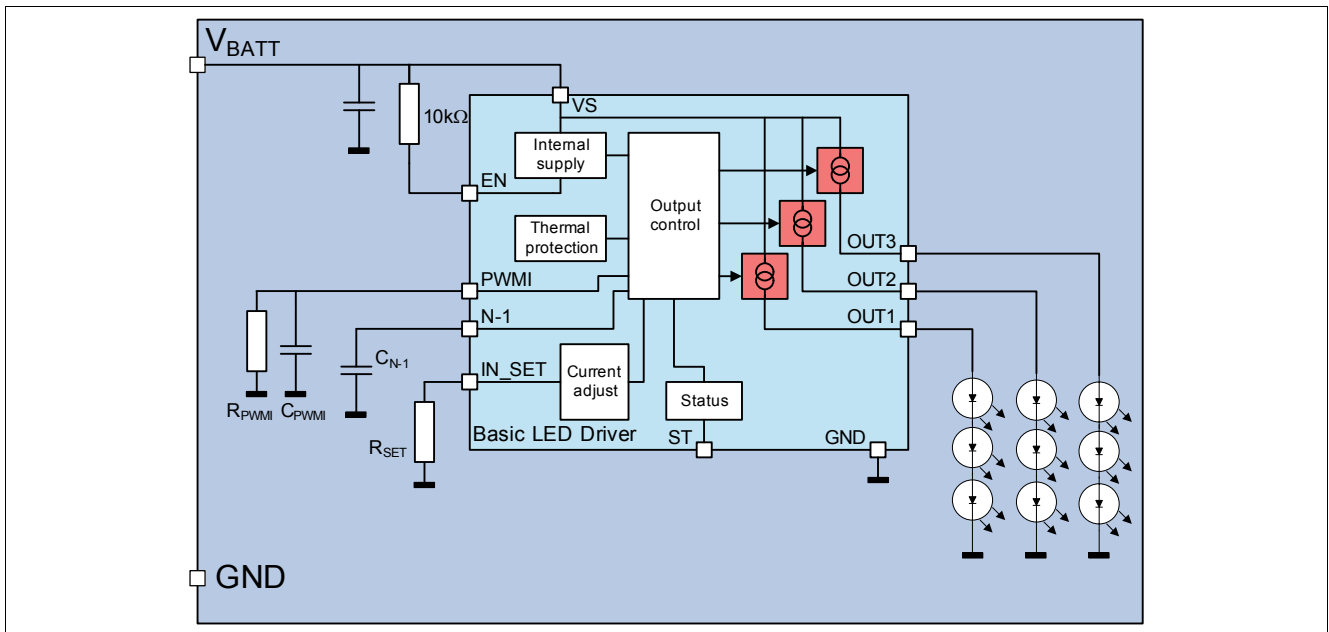 VBATT
10kΩ
VS
Internal
supply
EN
Output
control
Thermal
protection
OUT3
PWMI
OUT2
N-1
OUT1
CN-1
IN_SET
Current
adjust
RPWMI
CPWMI
Status
RSET
Basic LED Driver
ST
GND
GND